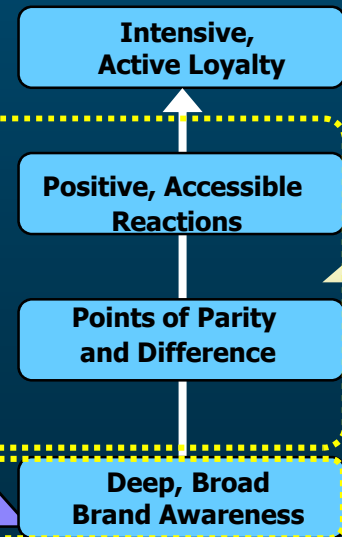 Intensive,
Active Loyalty
Positive, Accessible
Reactions
Points of Parity
and Difference
Deep, Broad
Brand Awareness